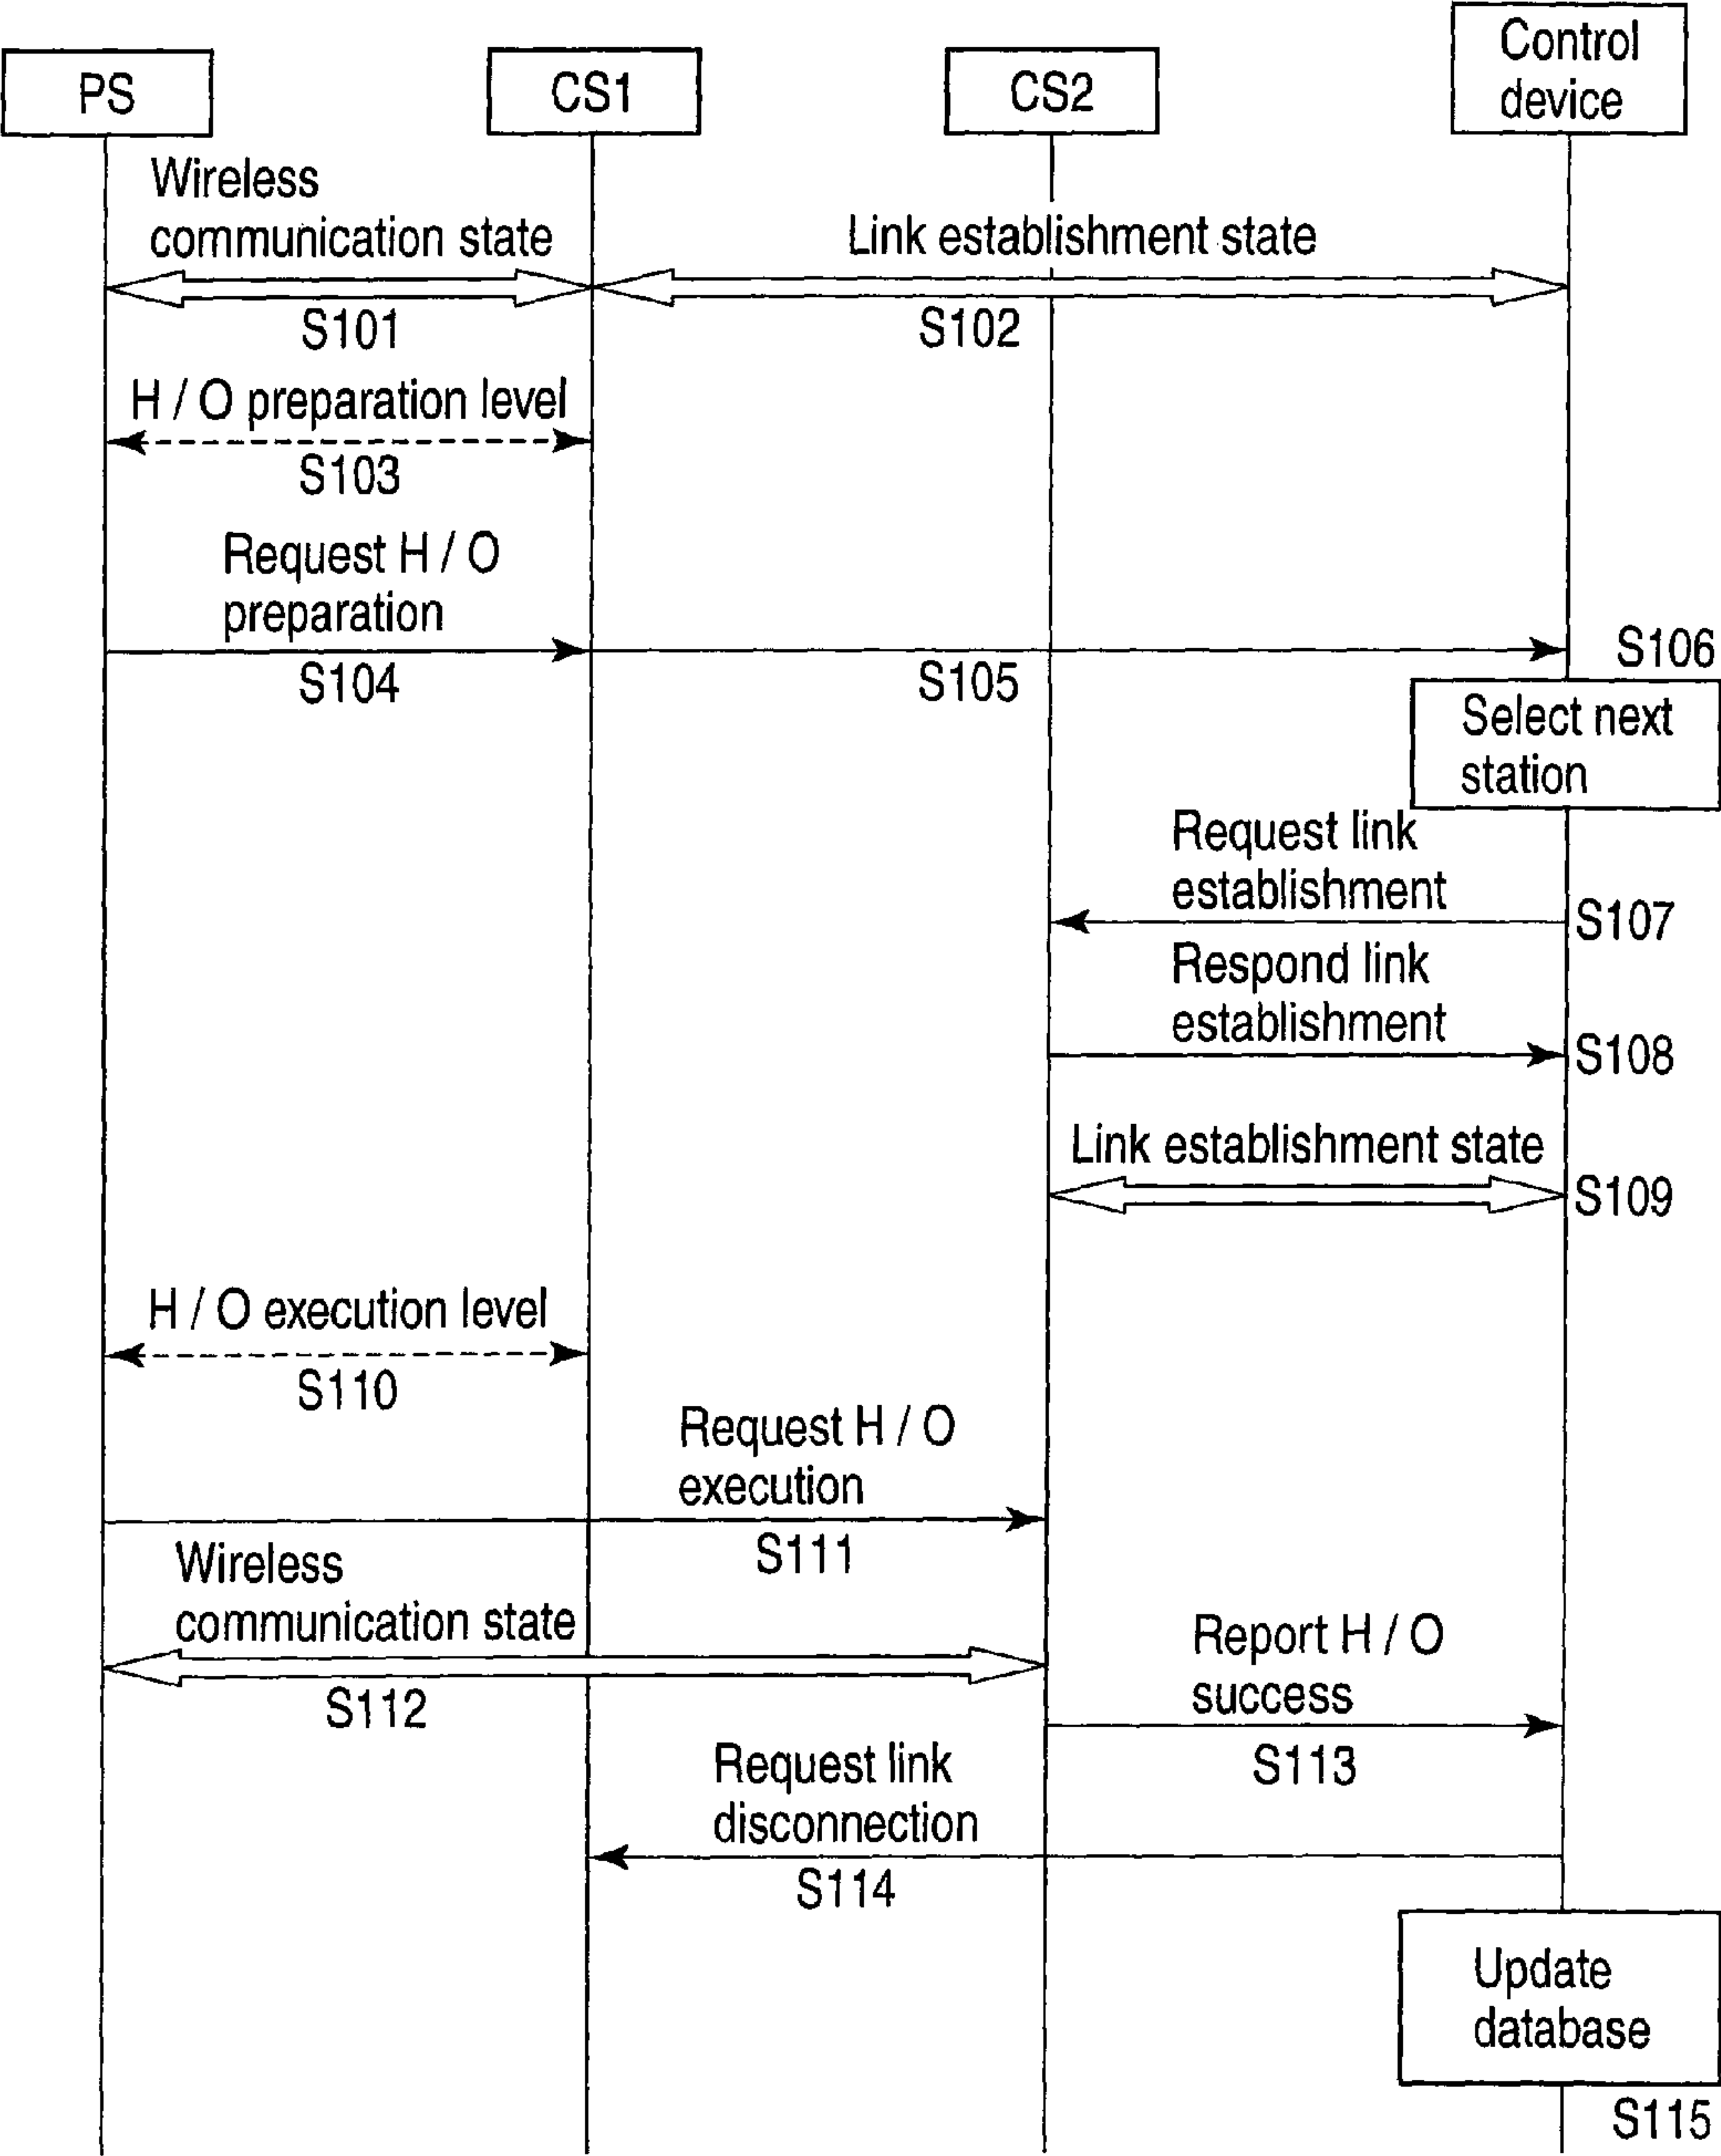 PS
CS1
CS2
Control
device
Wireless
communication state
Link establishment state
S101
S102
H / O preparation level
S103
Request H / O
preparation
S104
S105
S106
Select next
station
Request link
establishment
S107
Respond link
establishment
S108
Link establishment state
S109
H / O execution level
S110
Request H / O
execution
S111
Wireless
communication state
S112
Report H / O
success
S113
Request link
disconnection
S114
Update
database
S115